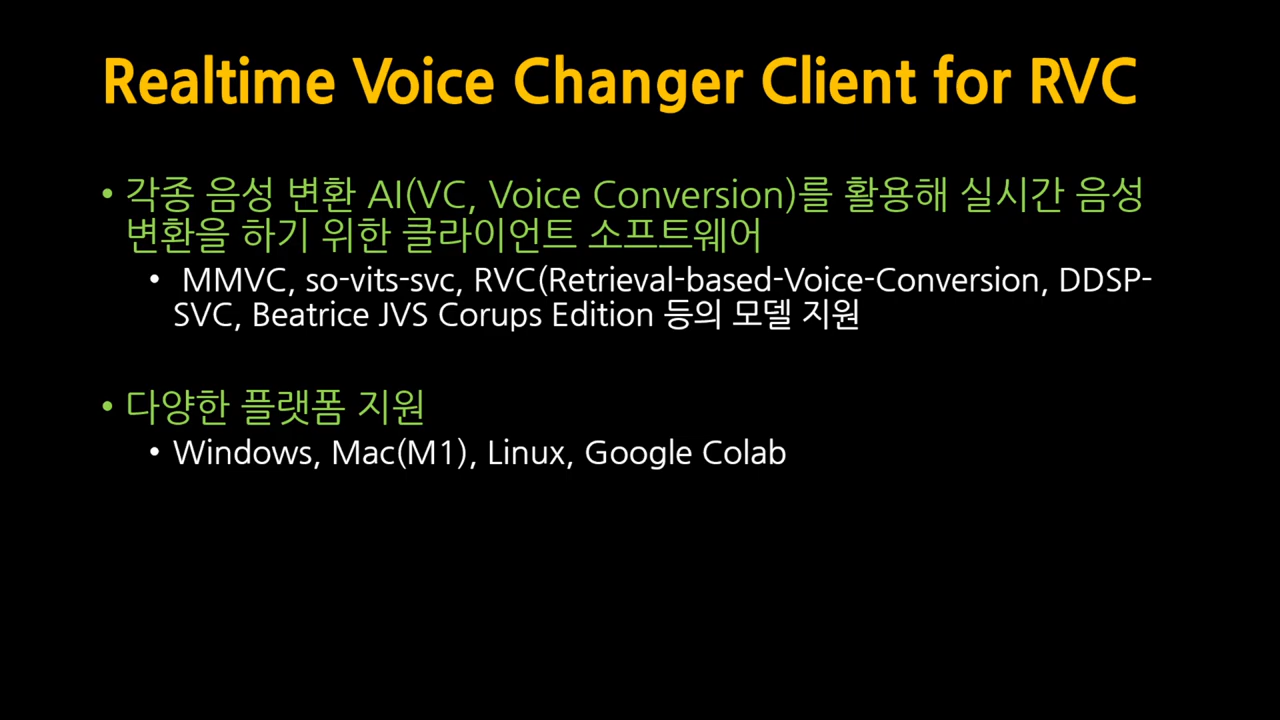 Realtime Voice Changer Client for RVC
• 각종 음성 변환 AI(VC, Voice Conversion)를 활용해 실시간 음성
변환을 하기 위한 클라이언트 소프트웨어
• MMVC, so-vits-svc, RVC(Retrieval-based-Voice-Conversion, DDSP-
SVC, Beatrice JVS Corups Edition 등의 모델 지원
• 다양한 플랫폼 지원
• Windows, Mac(M1), Linux, Google Colab